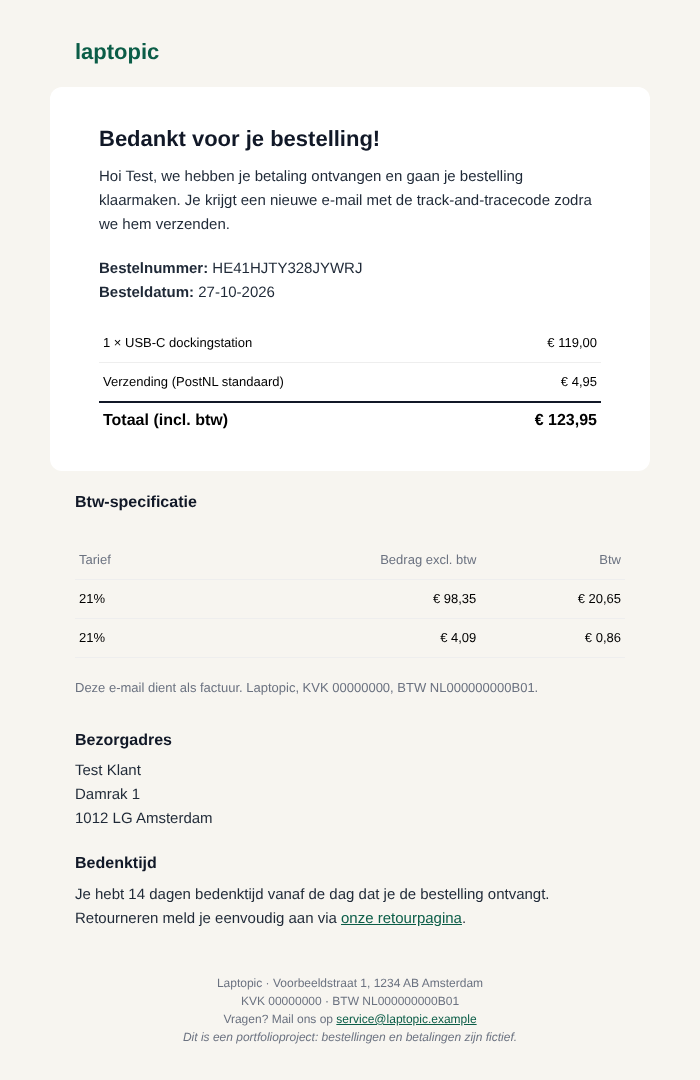 laptopic
Bedankt voor je bestelling!
Hoi Test, we hebben je betaling ontvangen en gaan je bestelling
klaarmaken. Je krijgt een nieuwe e-mail met de track-and-tracecode zodra
we hem verzenden.
Bestelnummer: HE41HJTY328JYWRJ
Besteldatum: 27-10-2026
1 × USB-C dockingstation € 119,00
Verzending (PostNL standaard) € 4,95
Totaal (incl. btw) € 123,95
Btw-specificatie
Tarief Bedrag excl. btw Btw
21% € 98,35 € 20,65
21% € 4,09 € 0,86
Deze e-mail dient als factuur. Laptopic, KVK 00000000, BTW NL000000000B01.
Bezorgadres
Test Klant
Damrak 1
1012 LG Amsterdam
Bedenktijd
Je hebt 14 dagen bedenktijd vanaf de dag dat je de bestelling ontvangt.
Retourneren meld je eenvoudig aan via onze retourpagina.
Laptopic · Voorbeeldstraat 1, 1234 AB Amsterdam
KVK 00000000 · BTW NL000000000B01
Vragen? Mail ons op service@laptopic.example
Dit is een portfolioproject: bestellingen en betalingen zijn fictief.